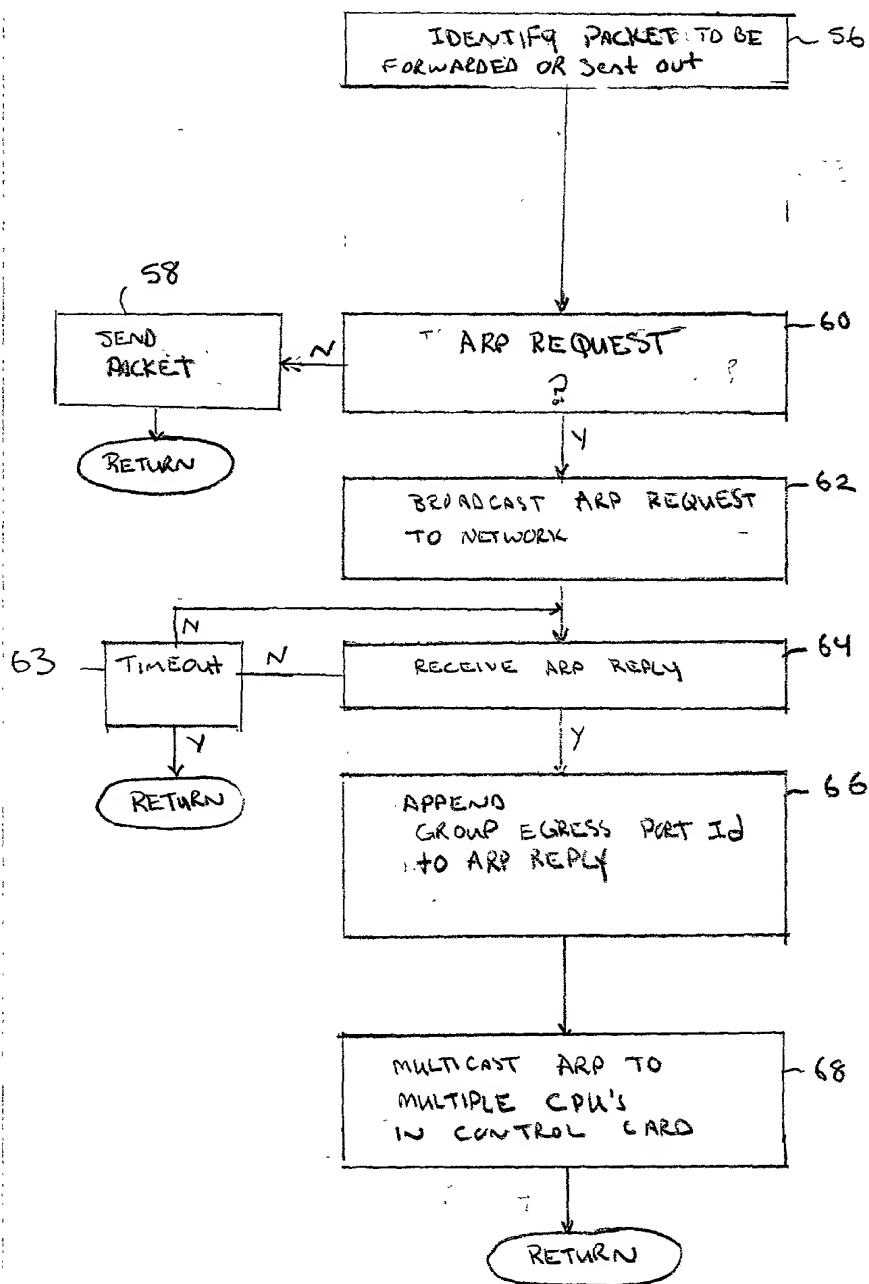 IDENTIFY PACKET TO BE
FORWARDED OR Sent out
56
58
SEND
PACKET
RETURN
N
ARP REQUEST
?
60
Y
BROADCAST ARP REQUEST
TO NETWORK
62
N
63
TIMEOUT
N
RECEIVE ARP REPLY
64
Y
RETURN
Y
APPEND
GROUP EGRESS PORT Id
to ARP REPLY
66
MULTICAST ARP TO
MULTIPLE CPU'S
IN CONTROL CARD
68
RETURN